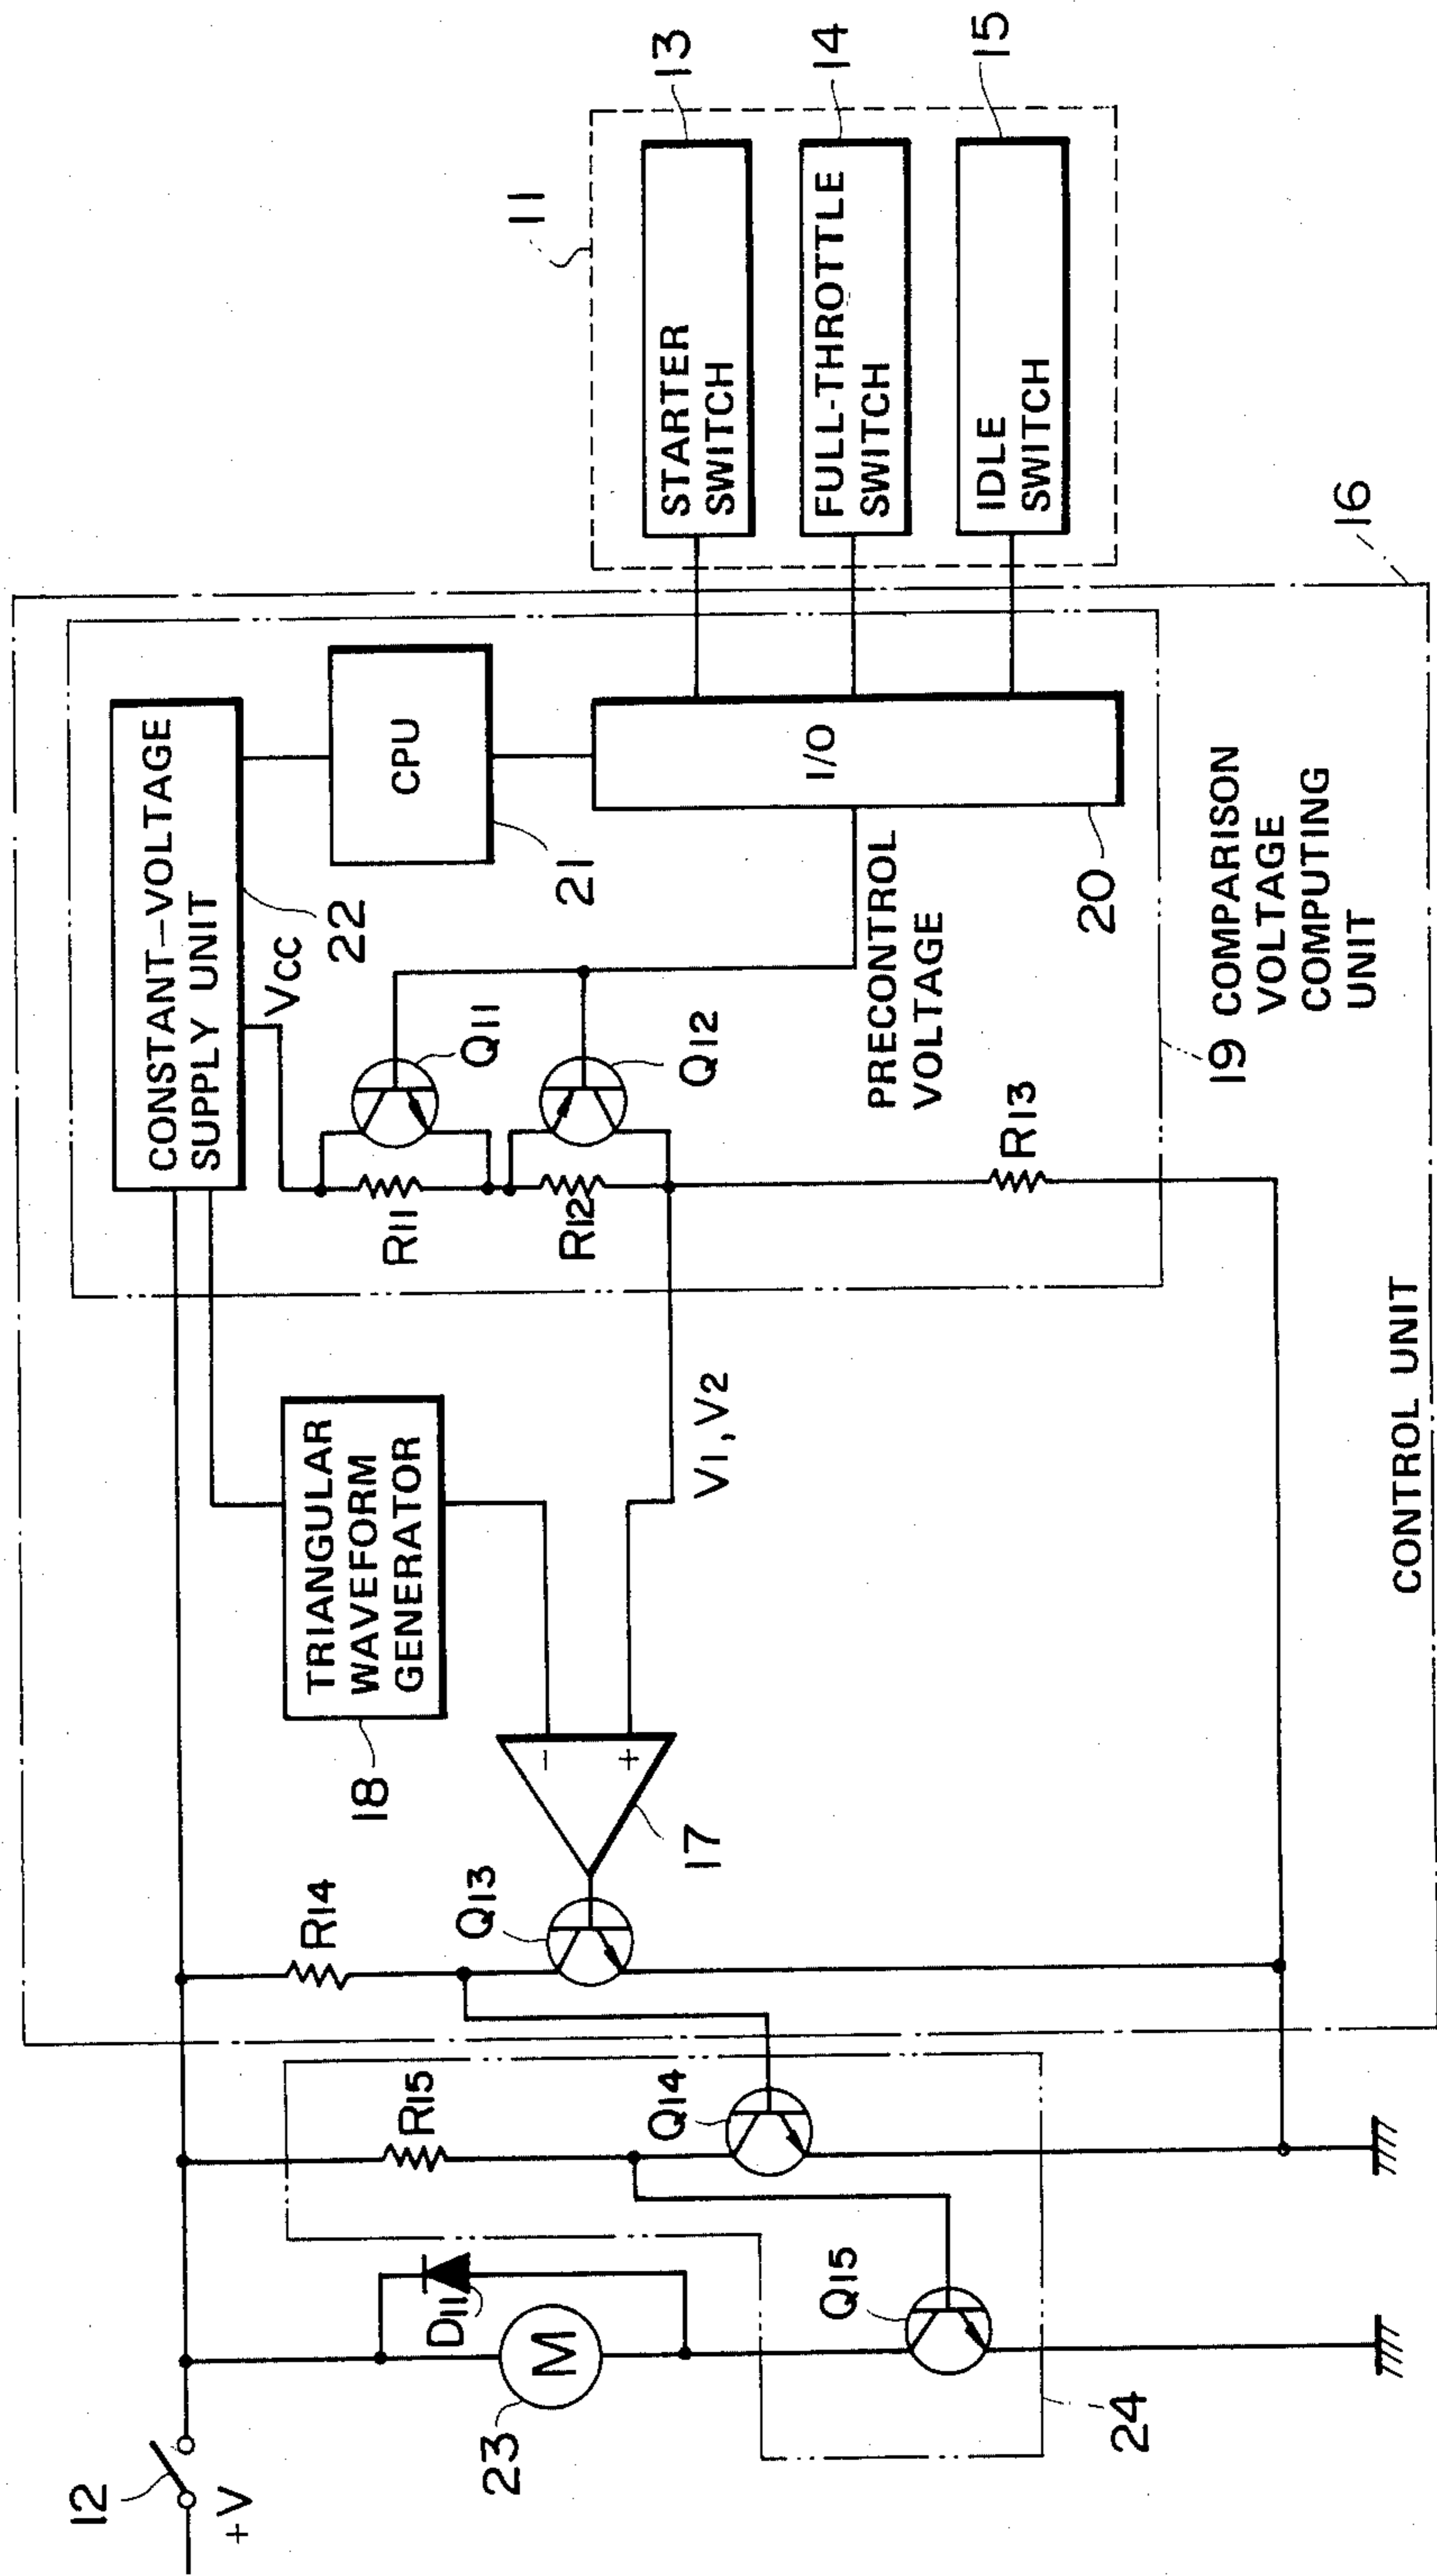 12
+V
23
M
D11
Q15
24
R15
Q14
R14
Q13
17
−
+
18
TRIANGULAR
WAVEFORM
GENERATOR
V1, V2
CONTROL UNIT
16
CONSTANT-VOLTAGE
SUPPLY UNIT
22
VCC
R11
Q11
R12
Q12
R13
CPU
21
PRECONTROL
VOLTAGE
I/O
20
19 COMPARISON
VOLTAGE
COMPUTING
UNIT
11
STARTER
SWITCH
13
FULL-THROTTLE
SWITCH
14
IDLE
SWITCH
15